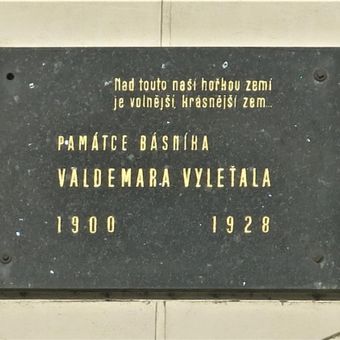 Nad touto naší hořkou zemí
je volnější, krásnější zem...
PAMÁTCE BÁSNÍKA
VALDEMARA VYLEŤALA
1900 1928